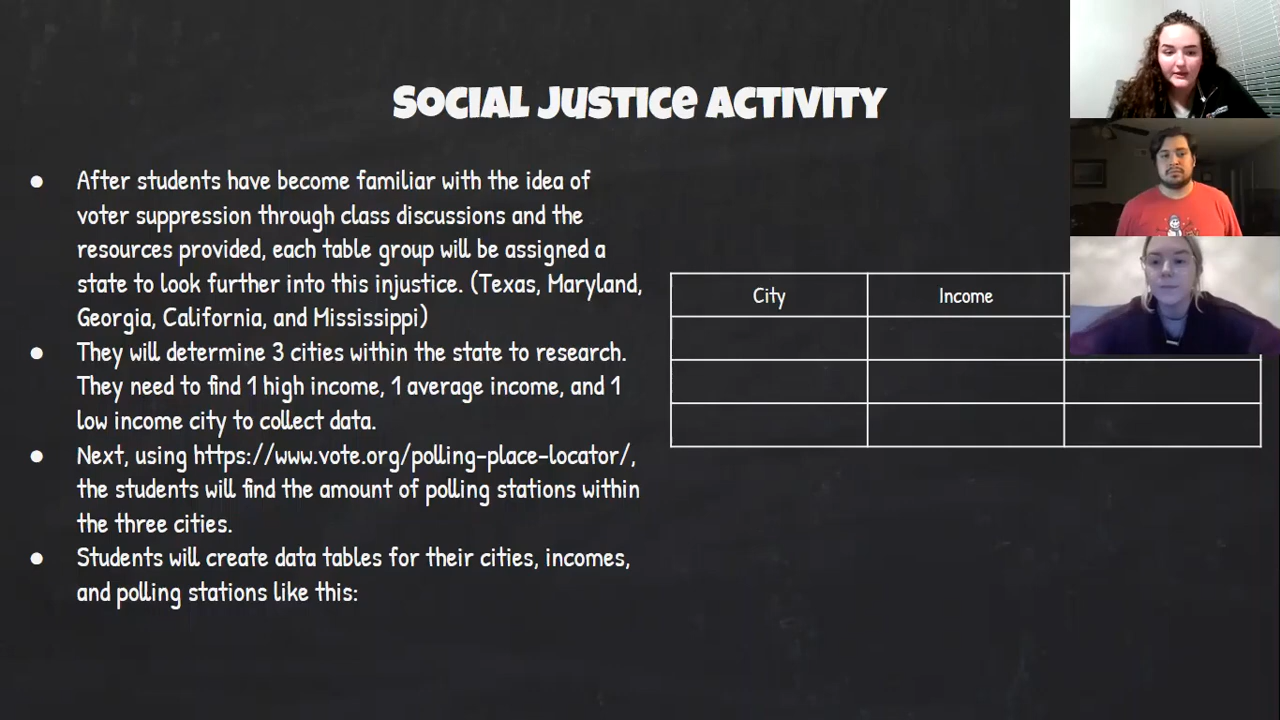 SOCIAL JUSTICE ACTIVITY
● After students have become familiar with the idea of
voter suppression through class discussions and the
resources provided, each table group will be assigned a
state to look further into this injustice. (Texas, Maryland,
Georgia, California, and Mississippi)
● They will determine 3 cities within the state to research.
They need to find 1 high income, 1 average income, and 1
low income city to collect data.
● Next, using https://www.vote.org/polling-place-locator/,
the students will find the amount of polling stations within
the three cities.
● Students will create data tables for their cities, incomes,
and polling stations like this:
City
Income